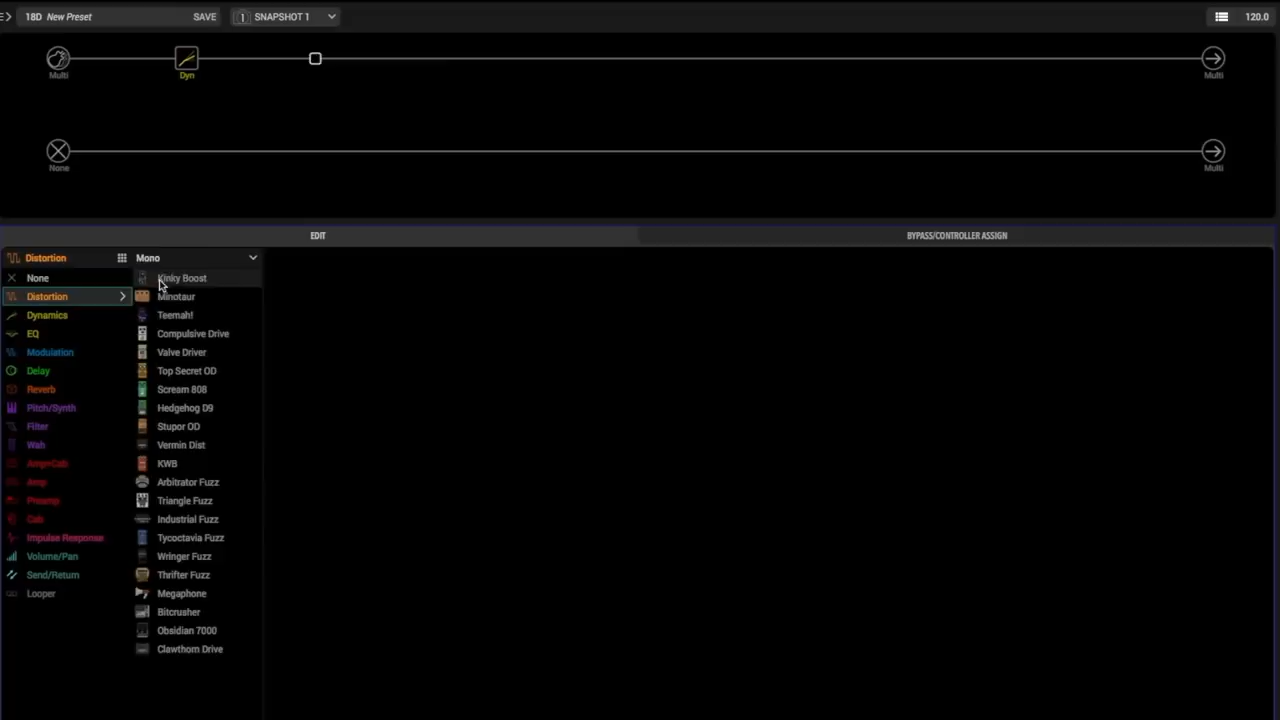 18D New Preset SAVE 1 SNAPSHOT 1 120.0
Multi Dyn Multi
None Multi
EDIT BYPASS/CONTROLLER ASSIGN
Distortion Mono
None
Distortion
Dynamics
EQ
Modulation
Delay
Reverb
Pitch/Synth
Filter
Wah
Amp+Cab
Amp
Preamp
Cab
Impulse Response
Volume/Pan
Send/Return
Looper
Kinky Boost
Minotaur
Teemah!
Compulsive Drive
Valve Driver
Top Secret OD
Scream 808
Hedgehog D9
Stupor OD
Vermin Dist
KWB
Arbitrator Fuzz
Triangle Fuzz
Industrial Fuzz
Tycoctavia Fuzz
Wringer Fuzz
Thrifter Fuzz
Megaphone
Bitcrusher
Obsidian 7000
Clawthorn Drive